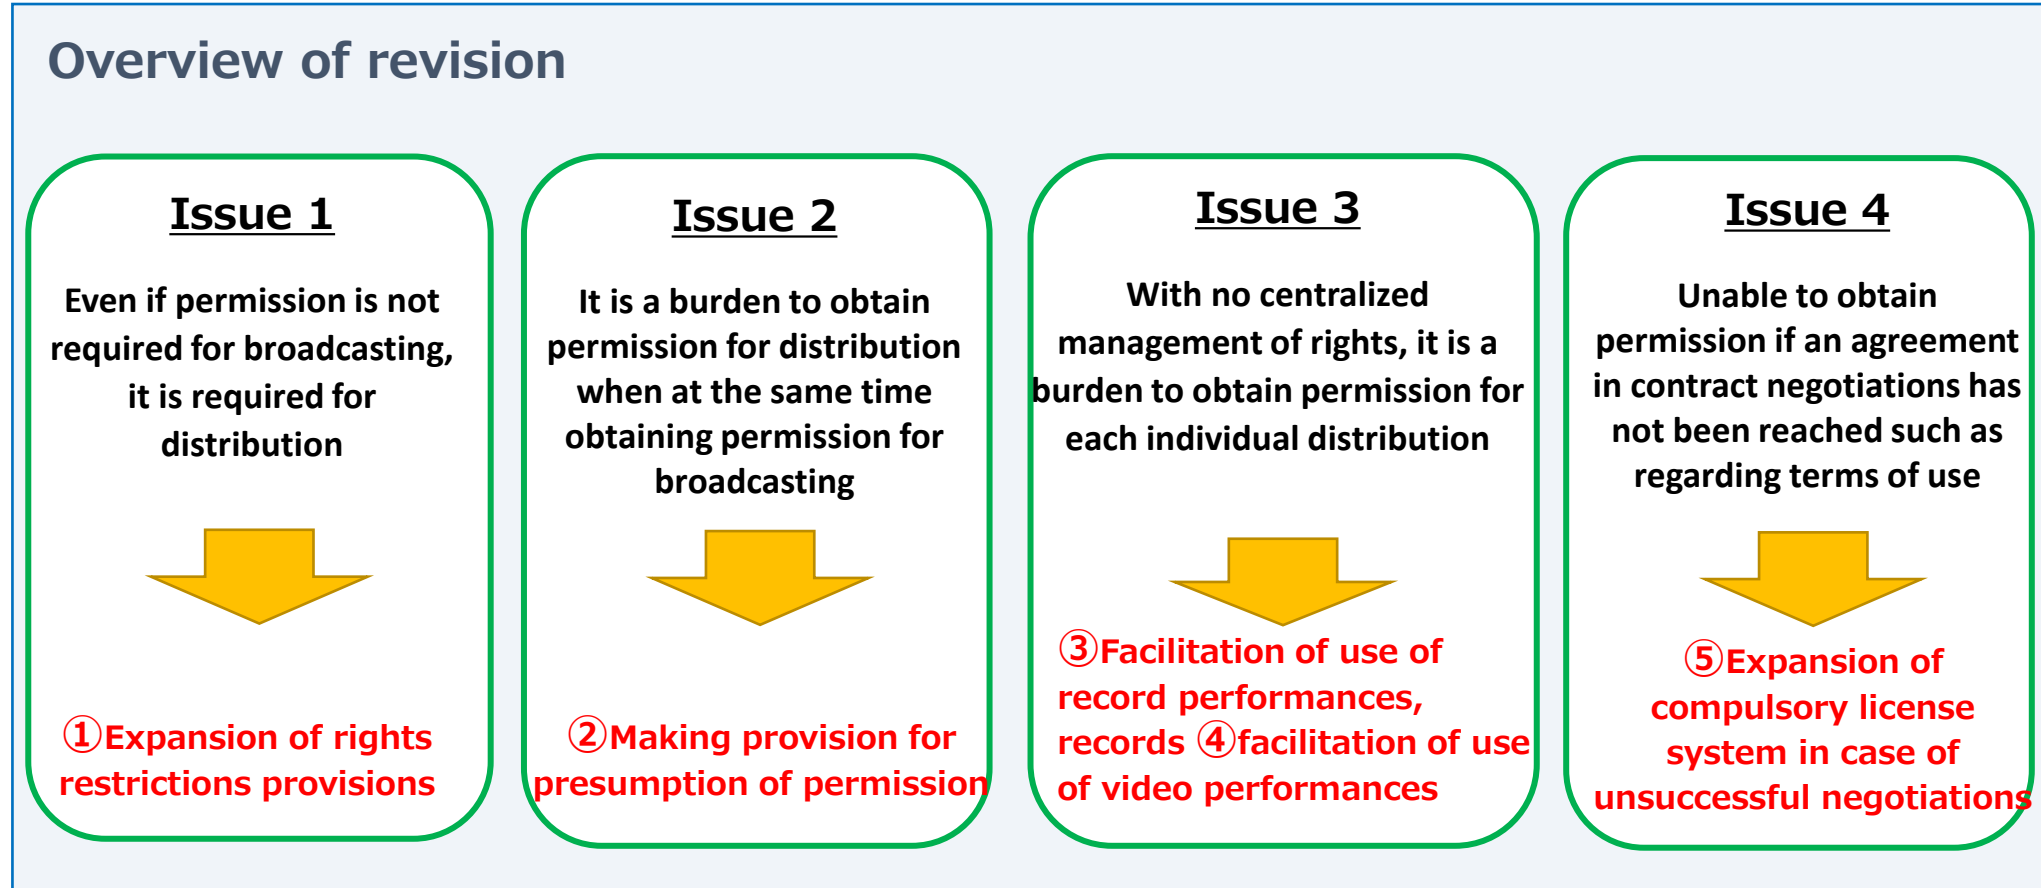 Overview of revision
Issue 1
Even if permission is not
required for broadcasting,
it is required for
distribution
①Expansion of rights
restrictions provisions
Issue 2
It is a burden to obtain
permission for distribution
when at the same time
obtaining permission for
broadcasting
②Making provision for
presumption of permission
Issue 3
With no centralized
management of rights, it is a
burden to obtain permission for
each individual distribution
③Facilitation of use of
record performances,
records ④facilitation of use
of video performances
Issue 4
Unable to obtain
permission if an agreement
in contract negotiations has
not been reached such as
regarding terms of use
⑤Expansion of
compulsory license
system in case of
unsuccessful negotiations